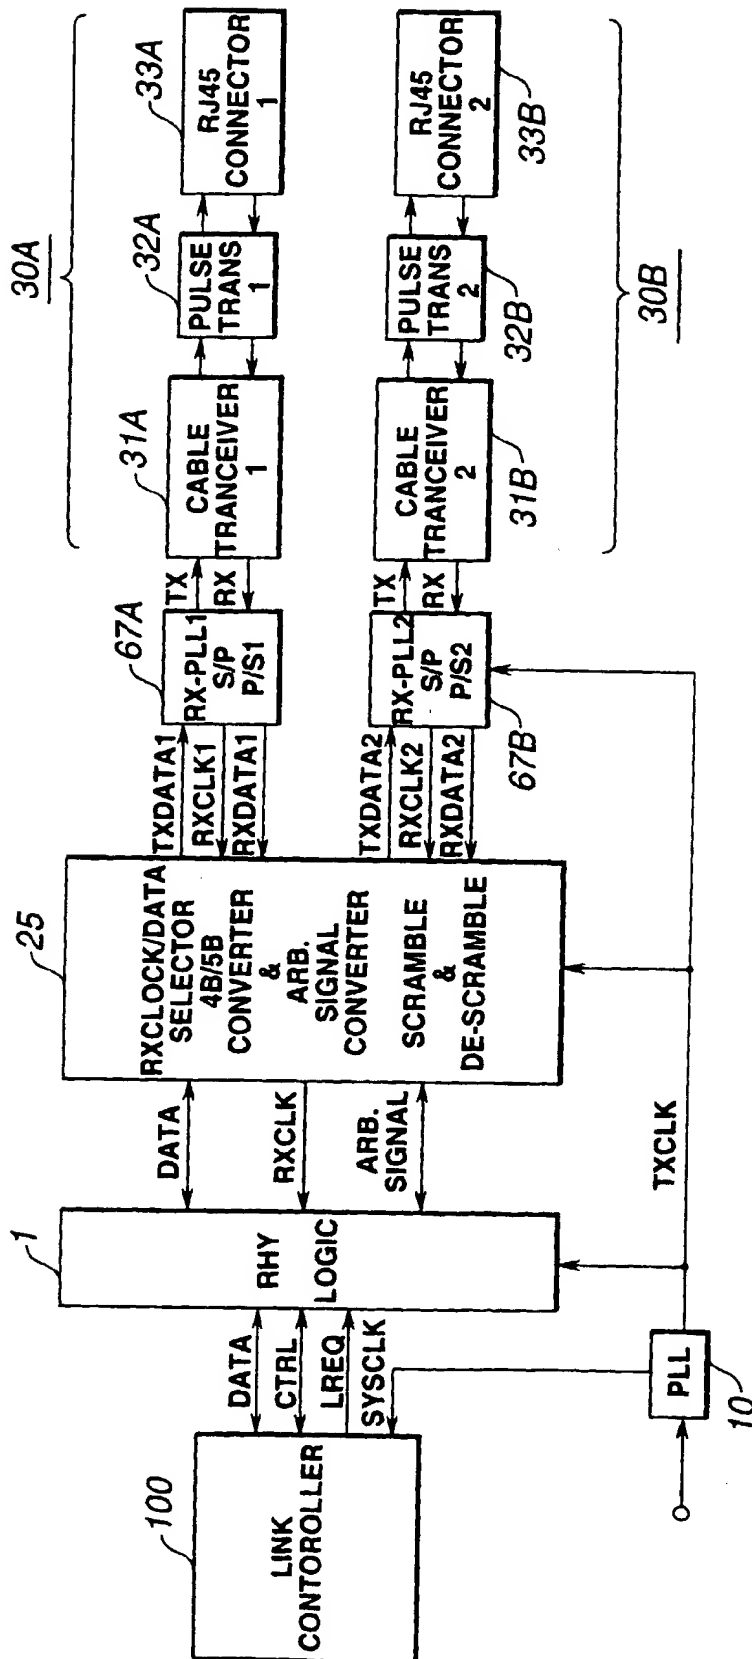 100
LINK
CONTOROLLER
DATA
CTRL
LREQ
SYSCLK
1
RHY
LOGIC
DATA
RXCLK
ARB.
SIGNAL
25
RXCLOCK/DATA
SELECTOR
4B/5B
CONVERTER
&
ARB.
SIGNAL
CONVERTER
SCRAMBLE
&
DE-SCRAMBLE
TXDATA1
RXCLK1
RXDATA1
TXDATA2
RXCLK2
RXDATA2
67A
RX-PLL1
S/P
P/S1
RX-PLL2
S/P
P/S2
67B
TX
RX
TX
RX
30A
31A
CABLE
TRANCEIVER
1
32A
PULSE
TRANS
1
33A
RJ45
CONNECTOR
1
CABLE
TRANCEIVER
2
31B
PULSE
TRANS
2
32B
RJ45
CONNECTOR
2
33B
30B
PLL
10
TXCLK